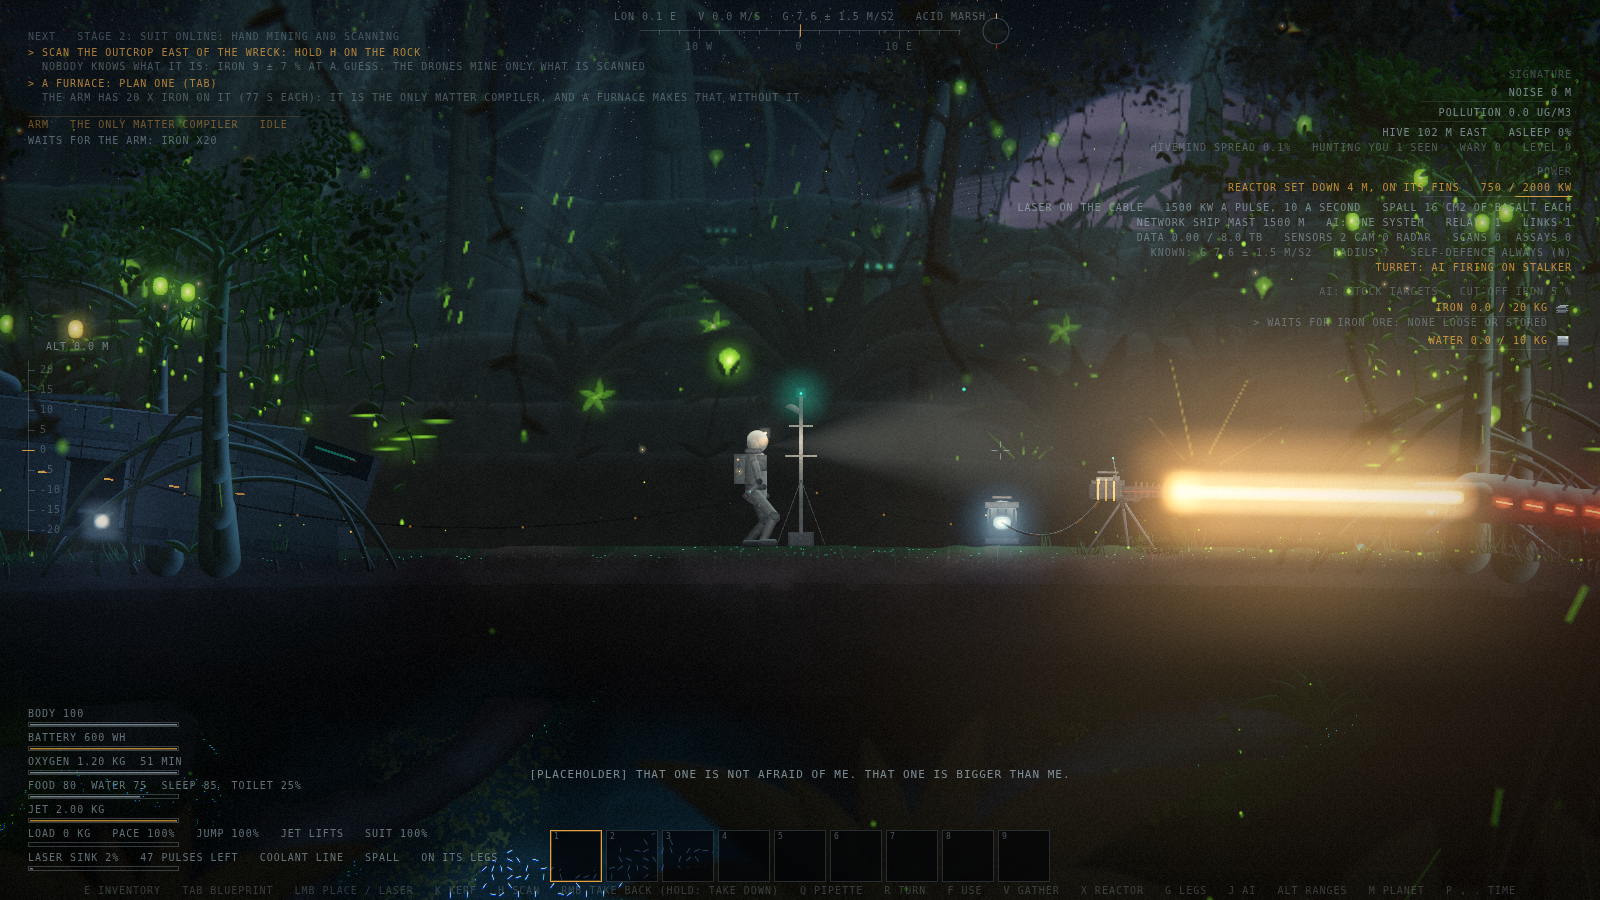 LON 0.1 E V 0.0 M/S G 7.6 ± 1.5 M/S2 ACID MARSH
10 W 0 10 E
NEXT STAGE 2: SUIT ONLINE: HAND MINING AND SCANNING
> SCAN THE OUTCROP EAST OF THE WRECK: HOLD H ON THE ROCK
NOBODY KNOWS WHAT IT IS: IRON 9 ± 7 % AT A GUESS. THE DRONES MINE ONLY WHAT IS SCANNED
> A FURNACE: PLAN ONE (TAB)
THE ARM HAS 20 X IRON ON IT (77 S EACH): IT IS THE ONLY MATTER COMPILER, AND A FURNACE MAKES THAT WITHOUT IT
ARM THE ONLY MATTER COMPILER IDLE
WAITS FOR THE ARM: IRON X20
SIGNATURE
NOISE 0 M
POLLUTION 0.0 UG/M3
HIVE 102 M EAST ASLEEP 0%
HIVEMIND SPREAD 0.1% HUNTING YOU 1 SEEN WARY 0 LEVEL 0
POWER
REACTOR SET DOWN 4 M, ON ITS FINS 750 / 2000 KW
LASER ON THE CABLE 1500 KW A PULSE, 10 A SECOND SPALL 16 CM2 OF BASALT EACH
NETWORK SHIP MAST 1500 M AI: ONE SYSTEM RELAY 1 LINKS 1
DATA 0.00 / 8.0 TB SENSORS 2 CAM 0 RADAR SCANS 0 ASSAYS 0
KNOWN: G 7.6 ± 1.5 M/S2 RADIUS ? SELF-DEFENCE ALWAYS (N)
TURRET: AI FIRING ON STALKER
AI: STOCK TARGETS CUT-OFF IRON 5 %
IRON 0.0 / 20 KG
> WAITS FOR IRON ORE: NONE LOOSE OR STORED
WATER 0.0 / 10 KG
ALT 0.0 M
20
15
10
5
0
-5
-10
-15
-20
[PLACEHOLDER] THAT ONE IS NOT AFRAID OF ME. THAT ONE IS BIGGER THAN ME.
BODY 100
BATTERY 600 WH
OXYGEN 1.20 KG 51 MIN
FOOD 80 WATER 75 SLEEP 85 TOILET 25%
JET 2.00 KG
LOAD 0 KG PACE 100% JUMP 100% JET LIFTS SUIT 100%
LASER SINK 2% 47 PULSES LEFT COOLANT LINE SPALL ON ITS LEGS
1 2 3 4 5 6 7 8 9
E INVENTORY TAB BLUEPRINT LMB PLACE / LASER K KERF H SCAN RMB TAKE BACK (HOLD: TAKE DOWN) Q PIPETTE R TURN F USE V GATHER X REACTOR G LEGS J AI ALT RANGES M PLANET P , . TIME